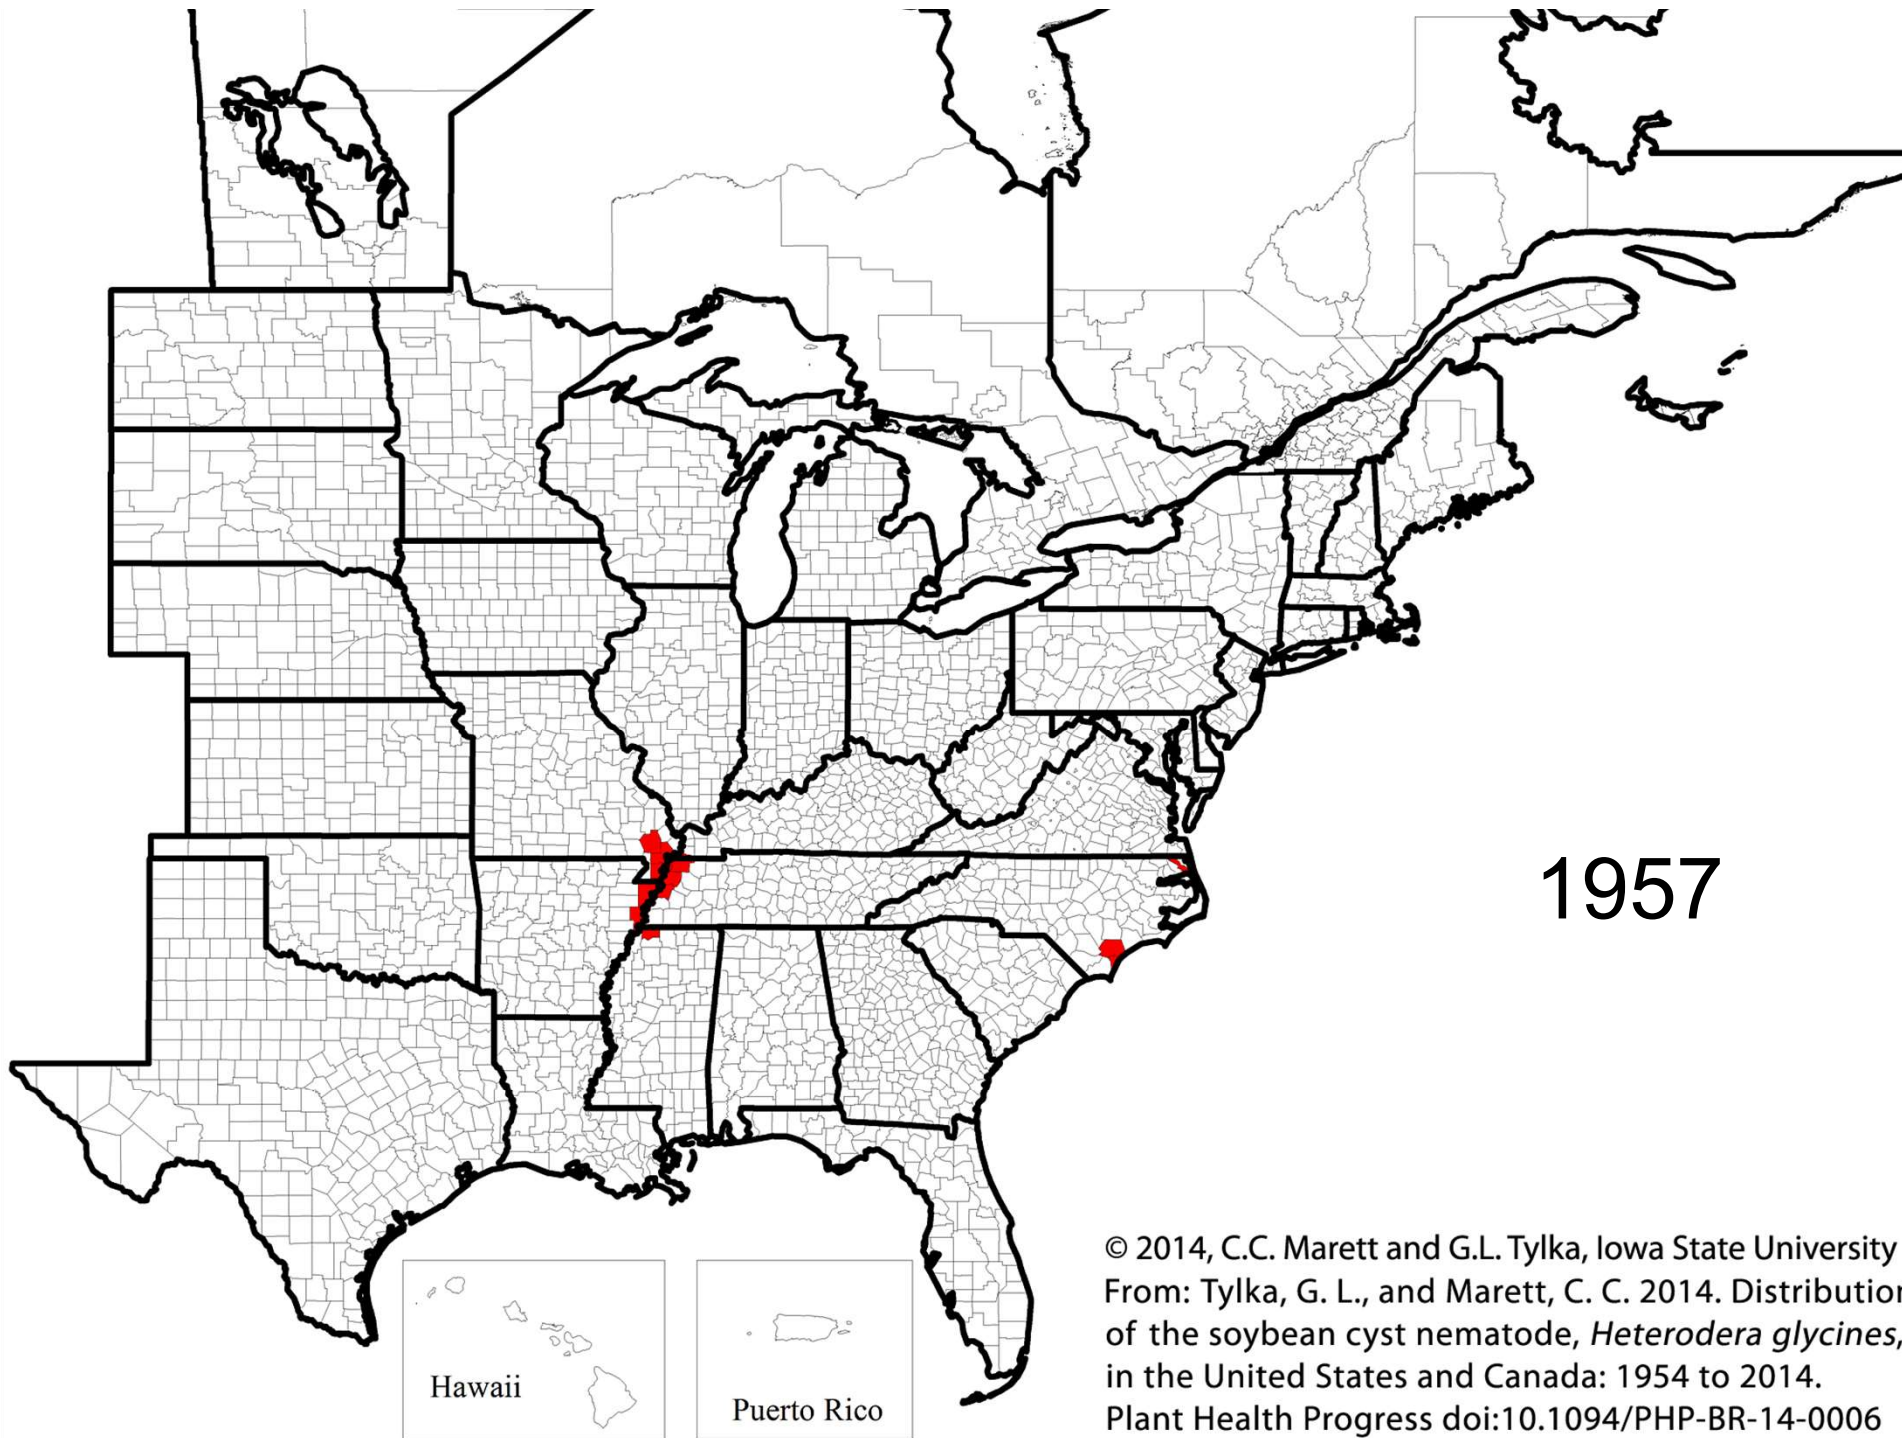 1957
Hawaii
Puerto Rico
© 2014, C.C. Marett and G.L. Tylka, Iowa State University
From: Tylka, G. L., and Marett, C. C. 2014. Distribution
of the soybean cyst nematode, Heterodera glycines,
in the United States and Canada: 1954 to 2014.
Plant Health Progress doi:10.1094/PHP-BR-14-0006